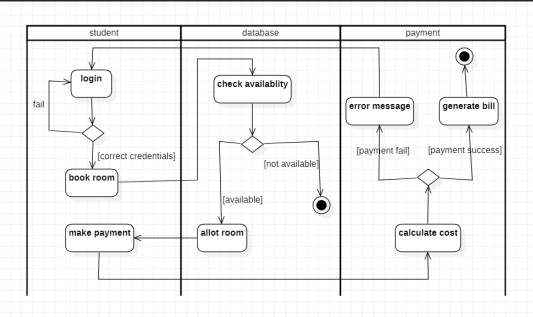 student
database
payment
login
check availablity
error message
generate bill
fail
[correct credentials]
[not available]
[payment fail]
[payment success]
book room
[available]
make payment
allot room
calculate cost